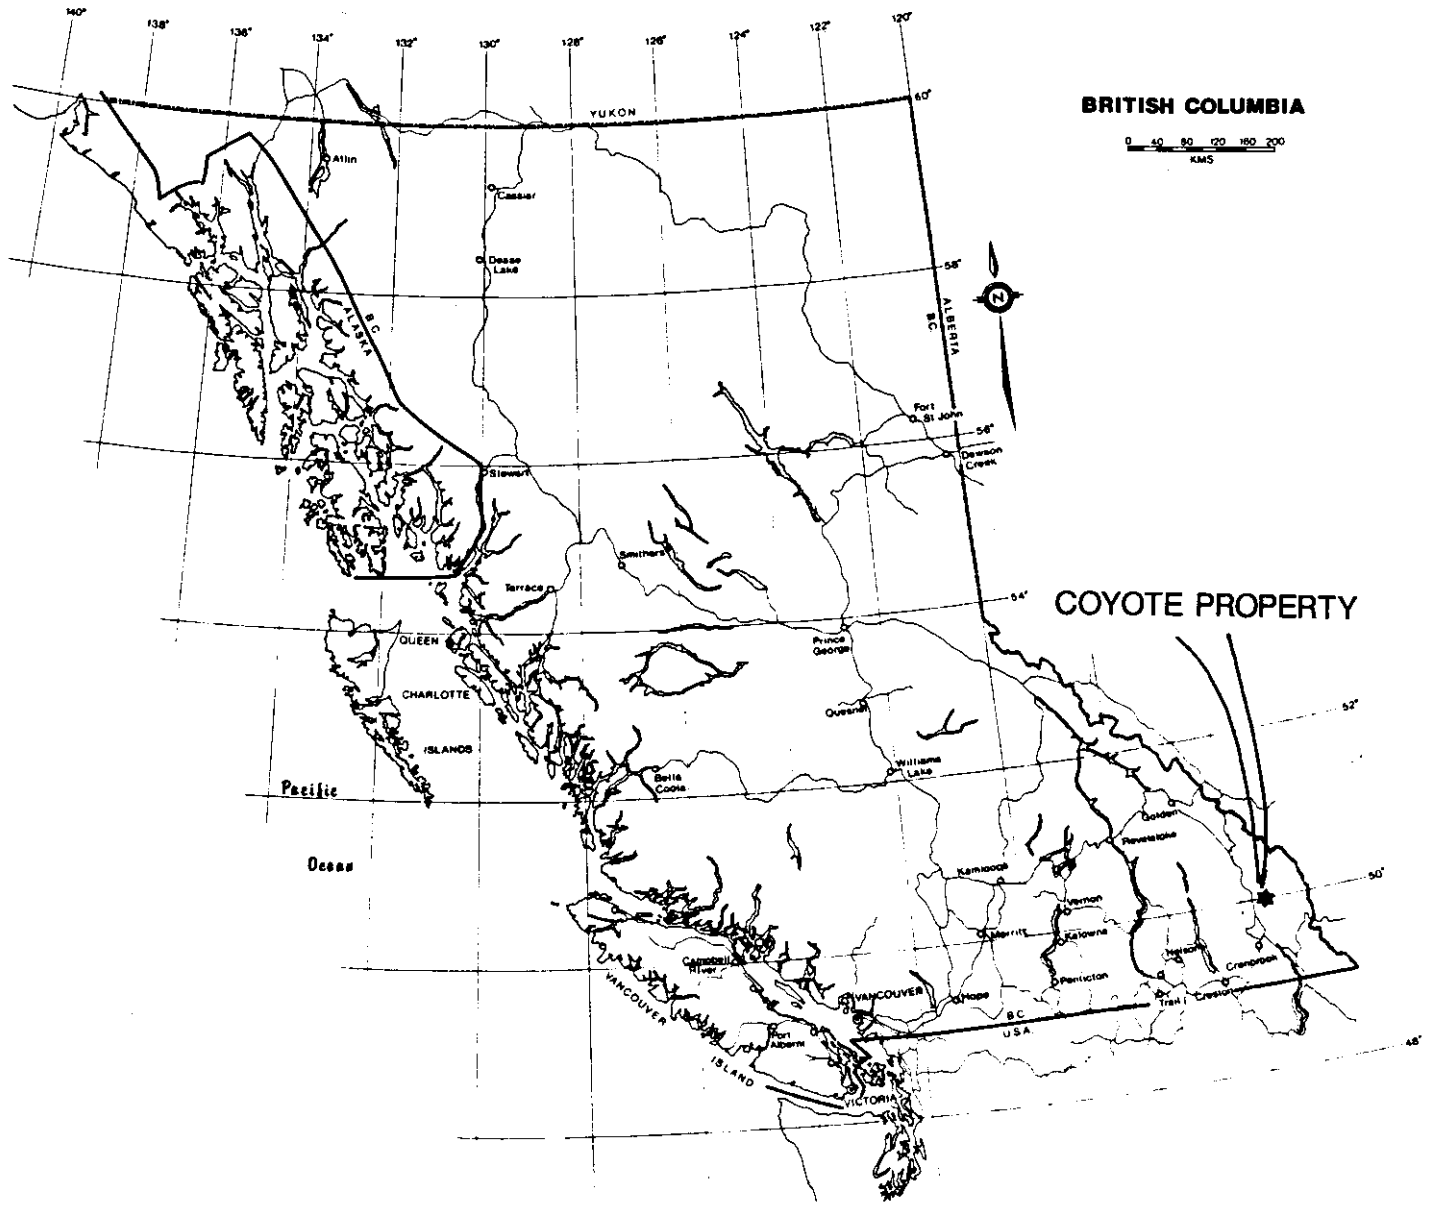 140°
138°
136°
134°
132°
130°
128°
126°
124°
122°
120°
60°
YUKON
BRITISH COLUMBIA
0 40 80 120 160 200
KMS
Atlin
Cassiar
Dease
Lake
58°
N
B.C.
ALASKA
ALBERTA
B.C.
Fort
St John
56°
Dawson
Creek
Stewart
Smithers
Terrace
54°
COYOTE PROPERTY
QUEEN
CHARLOTTE
ISLANDS
Prince
George
Quesnel
52°
Williams
Lake
Bella
Coola
Pacific
Ocean
Golden
Revelstoke
Kamloops
50°
Vernon
Merritt
Kelowna
Nelson
Cranbrook
Campbell
River
Penticton
VANCOUVER
Hope
Trail
Creston
VANCOUVER
ISLAND
B.C.
U.S.A.
Port
Alberni
48°
VICTORIA